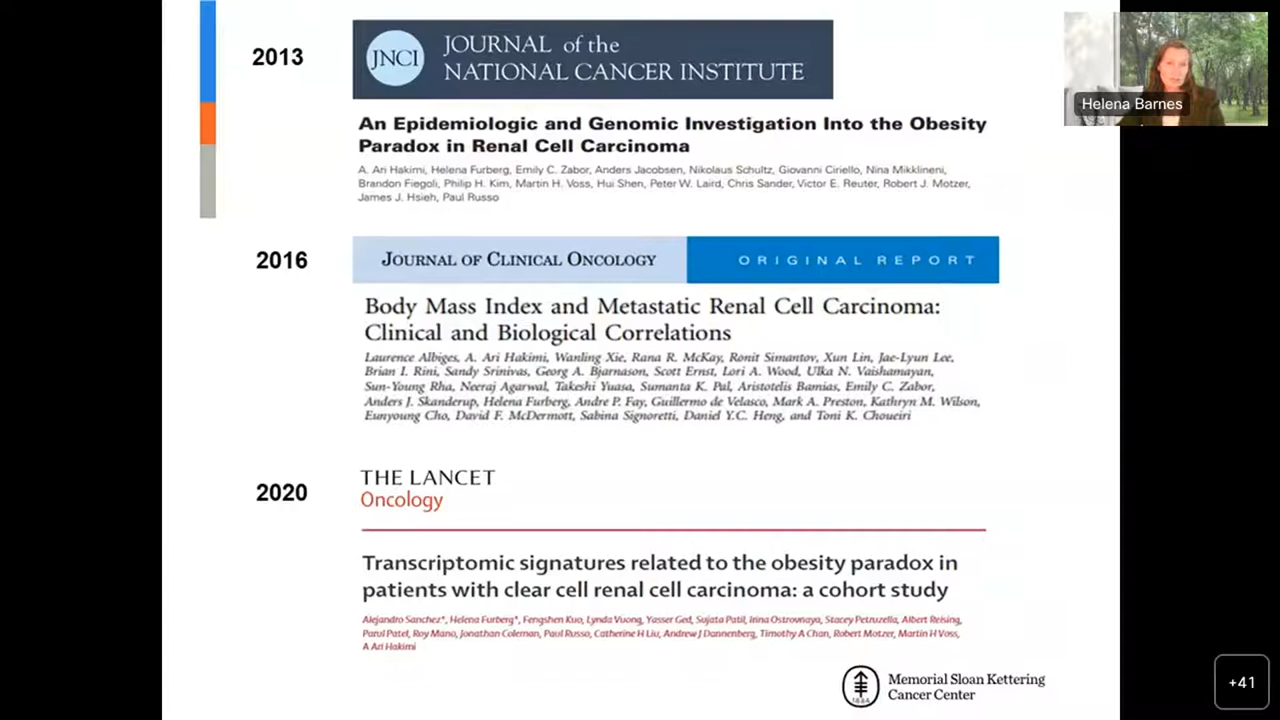 2013
JNCI
JOURNAL of the
NATIONAL CANCER INSTITUTE
An Epidemiologic and Genomic Investigation Into the Obesity
Paradox in Renal Cell Carcinoma
A. Ari Hakimi, Helena Furberg, Emily C. Zabor, Anders Jacobsen, Nikolaus Schultz, Giovanni Ciriello, Nina Mikklineni,
Brandon Fiegoli, Philip H. Kim, Martin H. Voss, Hui Shen, Peter W. Laird, Chris Sander, Victor E. Reuter, Robert J. Motzer,
James J. Hsieh, Paul Russo
Helena Barnes
2016
JOURNAL OF CLINICAL ONCOLOGY
ORIGINAL REPORT
Body Mass Index and Metastatic Renal Cell Carcinoma:
Clinical and Biological Correlations
Laurence Albiges, A. Ari Hakimi, Wanling Xie, Rana R. McKay, Ronit Simantov, Xun Lin, Jae-Lyun Lee,
Brian I. Rini, Sandy Srinivas, Georg A. Bjarnason, Scott Ernst, Lori A. Wood, Ulka N. Vaishamayan,
Sun-Young Rha, Neeraj Agarwal, Takeshi Yuasa, Sumanta K. Pal, Aristotelis Bamias, Emily C. Zabor,
Anders J. Skanderup, Helena Furberg, Andre P. Fay, Guillermo de Velasco, Mark A. Preston, Kathryn M. Wilson,
Eunyoung Cho, David F. McDermott, Sabina Signoretti, Daniel Y.C. Heng, and Toni K. Choueiri
2020
THE LANCET
Oncology
Transcriptomic signatures related to the obesity paradox in
patients with clear cell renal cell carcinoma: a cohort study
Alejandro Sanchez*, Helena Furberg*, Fengshen Kuo, Lynda Vuong, Yasser Ged, Sujata Patil, Irina Ostrovnaya, Stacey Petruzella, Albert Reising,
Parul Patel, Roy Mano, Jonathan Coleman, Paul Russo, Catherine H Liu, Andrew J Dannenberg, Timothy A Chan, Robert Motzer, Martin H Voss,
A Ari Hakimi
1884
Memorial Sloan Kettering
Cancer Center
+41